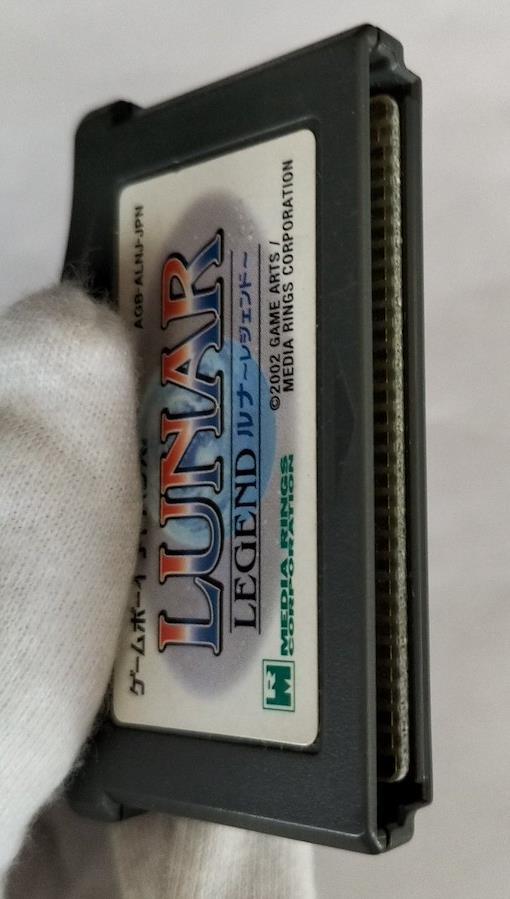 ゲームボーイ
AGB-ALNJ-JPN
LUNAR
LEGEND ルナ～レジェンド～
RM
MEDIA RINGS
CORPORATION
©2002 GAME ARTS/
MEDIA RINGS CORPORATION